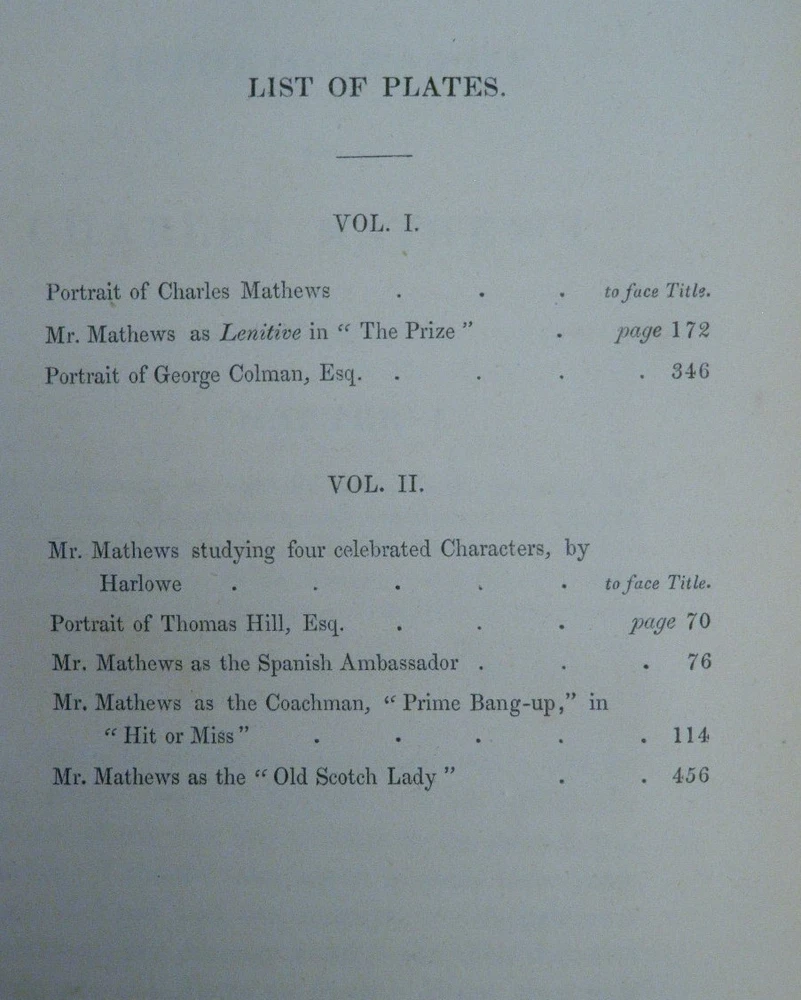 LIST OF PLATES.
VOL. I.
Portrait of Charles Mathews . . . to face Title.
Mr. Mathews as Lenitive in “ The Prize ” . page 172
Portrait of George Colman, Esq. . . . . 346
VOL. II.
Mr. Mathews studying four celebrated Characters, by
Harlowe . . . . . to face Title.
Portrait of Thomas Hill, Esq. . . . page 70
Mr. Mathews as the Spanish Ambassador . . . 76
Mr. Mathews as the Coachman, “ Prime Bang-up,” in
“ Hit or Miss ” . . . . . 114
Mr. Mathews as the “ Old Scotch Lady ” . . 456